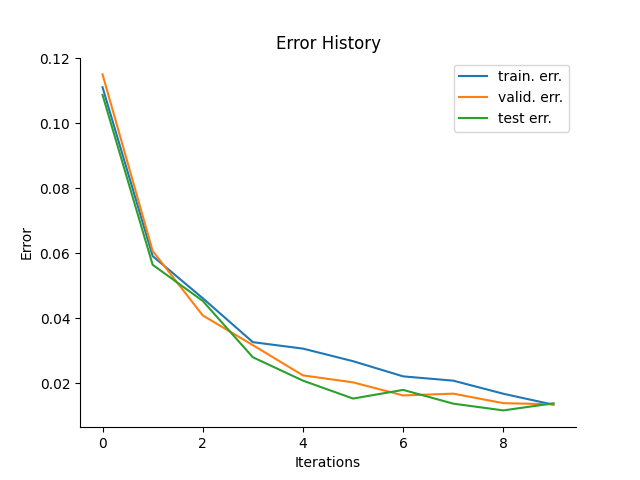 Error History
0.12
0.10
0.08
0.06
0.04
0.02
Error
train. err.
valid. err.
test err.
0 2 4 6 8
Iterations